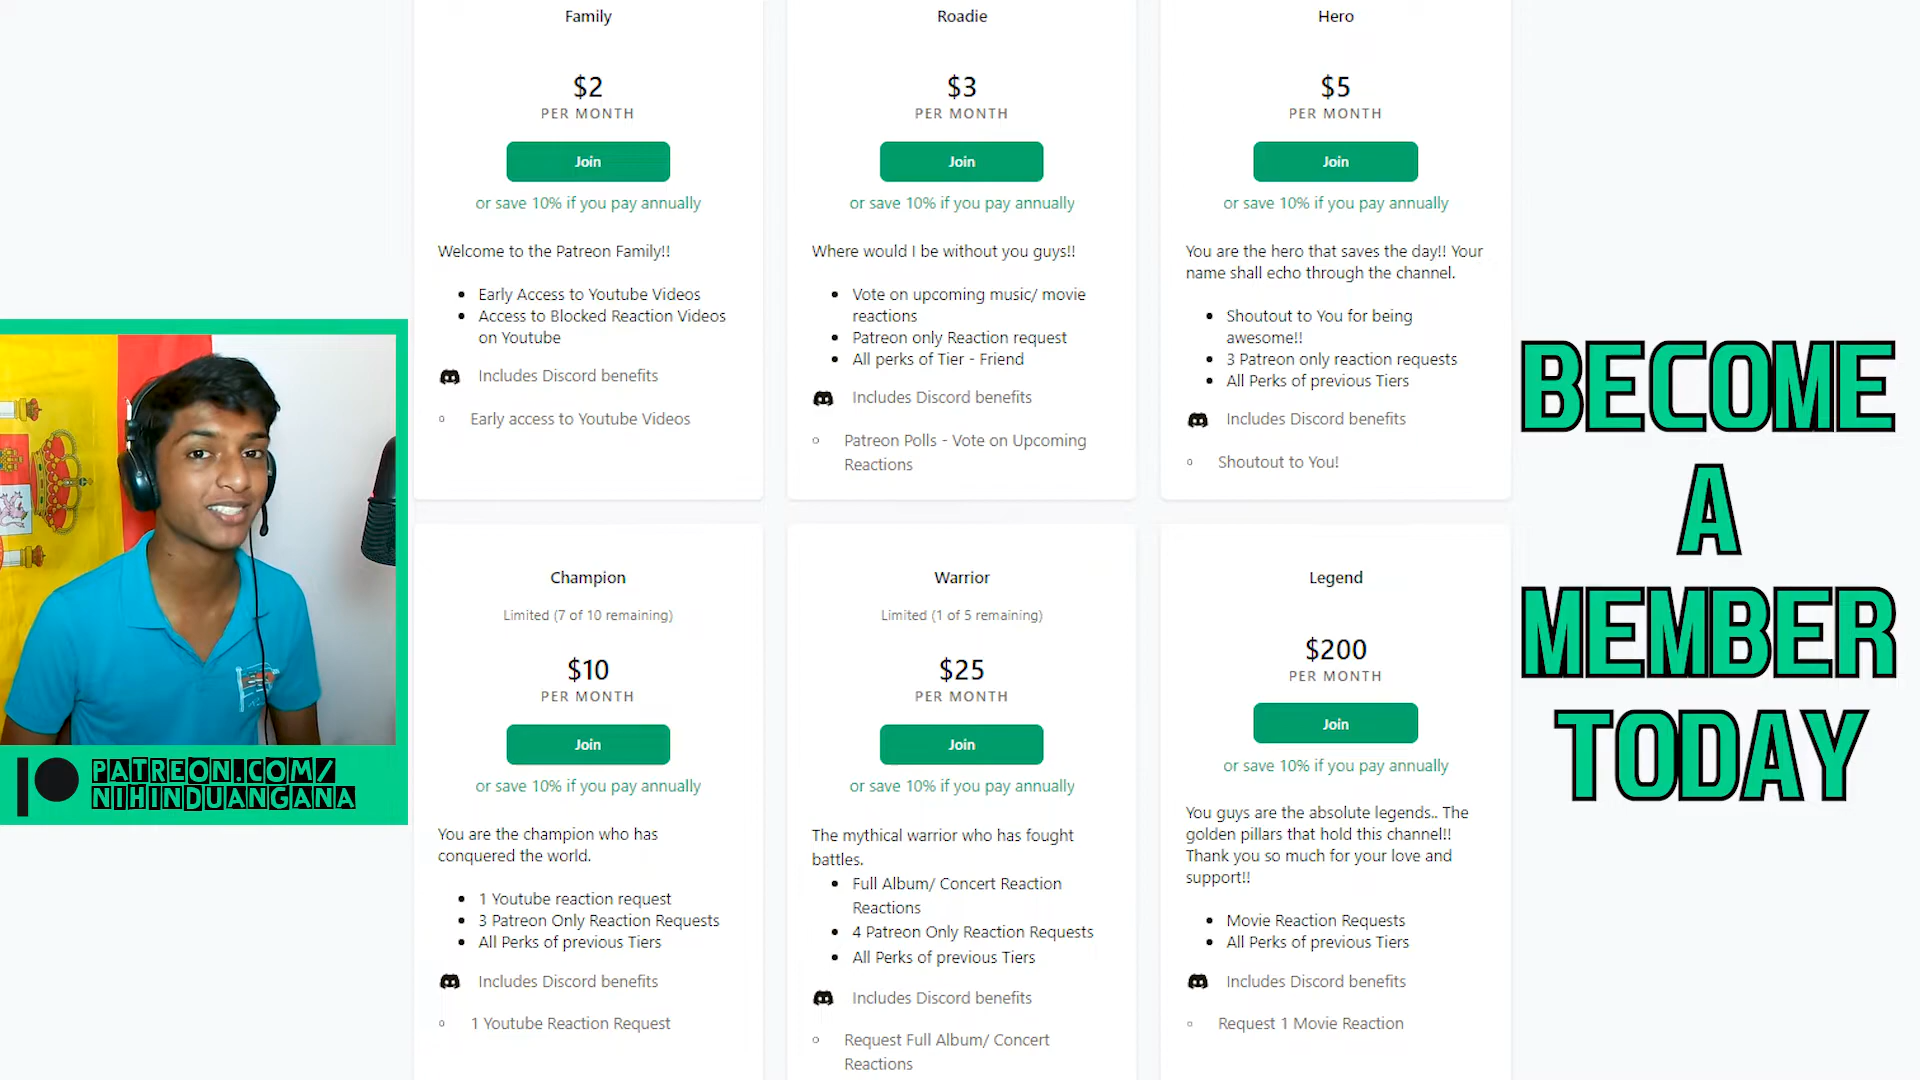 Family
$2
PER MONTH
Join
or save 10% if you pay annually
Welcome to the Patreon Family!!
Early Access to Youtube Videos
Access to Blocked Reaction Videos
on Youtube
Includes Discord benefits
Early access to Youtube Videos
Roadie
$3
PER MONTH
Join
or save 10% if you pay annually
Where would I be without you guys!!
Vote on upcoming music/ movie
reactions
Patreon only Reaction request
All perks of Tier - Friend
Includes Discord benefits
Patreon Polls - Vote on Upcoming
Reactions
Hero
$5
PER MONTH
Join
or save 10% if you pay annually
You are the hero that saves the day!! Your
name shall echo through the channel.
Shoutout to You for being
awesome!!
3 Patreon only reaction requests
All Perks of previous Tiers
Includes Discord benefits
Shoutout to You!
Champion
Limited (7 of 10 remaining)
$10
PER MONTH
Join
or save 10% if you pay annually
You are the champion who has
conquered the world.
1 Youtube reaction request
3 Patreon Only Reaction Requests
All Perks of previous Tiers
Includes Discord benefits
1 Youtube Reaction Request
Warrior
Limited (1 of 5 remaining)
$25
PER MONTH
Join
or save 10% if you pay annually
The mythical warrior who has fought
battles.
Full Album/ Concert Reaction
Reactions
4 Patreon Only Reaction Requests
All Perks of previous Tiers
Includes Discord benefits
Request Full Album/ Concert
Reactions
Legend
$200
PER MONTH
Join
or save 10% if you pay annually
You guys are the absolute legends.. The
golden pillars that hold this channel!!
Thank you so much for your love and
support!!
Movie Reaction Requests
All Perks of previous Tiers
Includes Discord benefits
Request 1 Movie Reaction
PATREON.COM/
NIHINDUANGANA
BECOME
A
MEMBER
TODAY